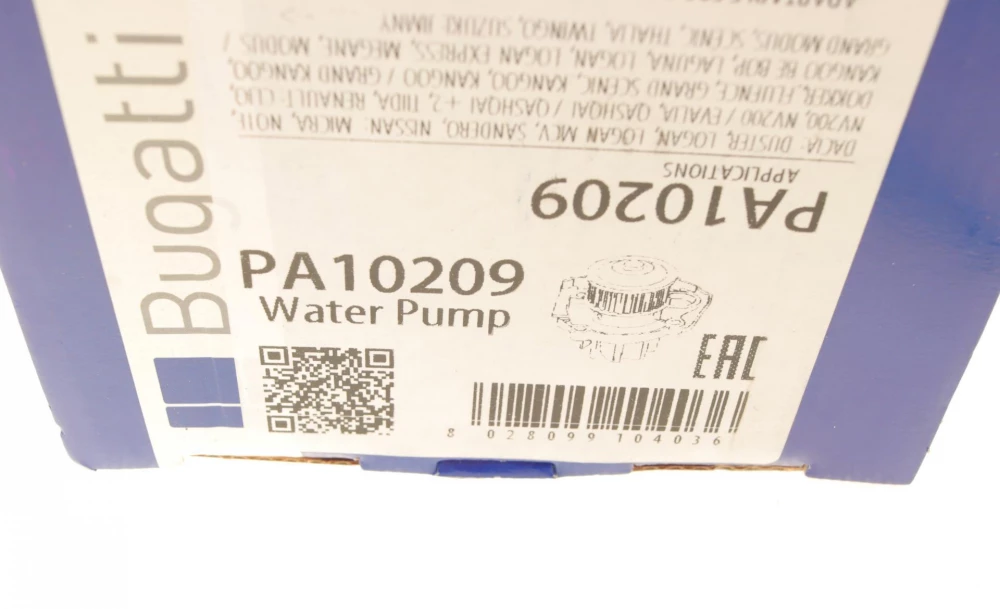 Bugatti
PA10209
APPLICATIONS
DACIA: DUSTER, LOGAN, LOGAN MCV, SANDERO, NISSAN: MICRA, NOTE,
NV200, NV200 / EVALIA, QASHQAI / QASHQAI + 2, TIIDA, RENAULT: CLIO,
DOKKER, FLUENCE, GRAND SCENIC, KANGOO, KANGOO / GRAND KANGOO,
KANGOO BE BOP, LAGUNA, LOGAN, LOGAN EXPRESS, MEGANE, MODUS /
GRAND MODUS, SCENIC, THALIA, TWINGO, SUZUKI: JIMNY
PA10209
Water Pump
EAC
8 028099 104036